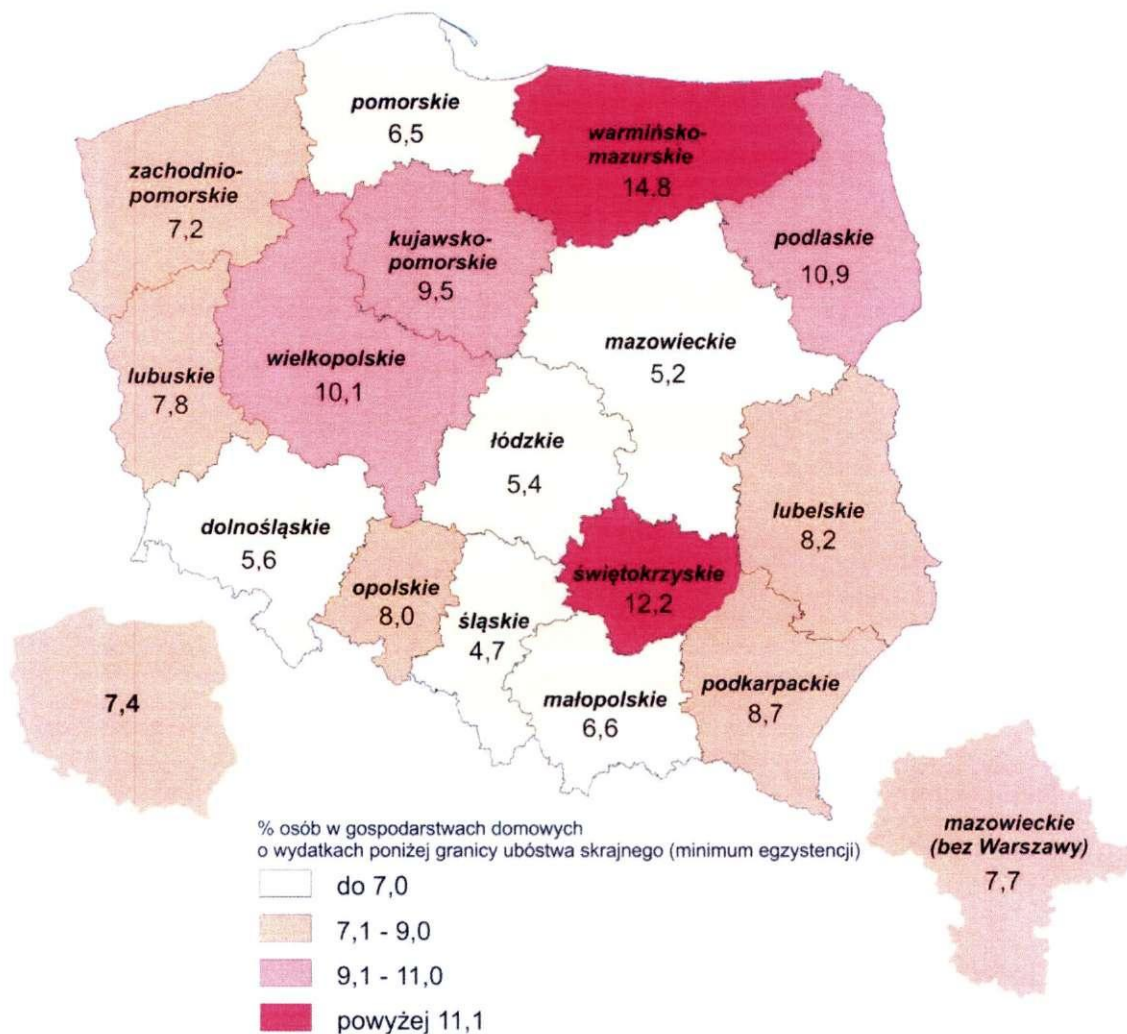 pomorskie
6,5
warmińsko-
mazurskie
14.8
zachodnio-
pomorskie
7,2
kujawsko-
pomorskie
9,5
podlaskie
10,9
mazowieckie
5,2
wielkopolskie
10,1
lubuskie
7,8
łódzkie
5,4
lubelskie
8,2
dolnośląskie
5,6
opolskie
8,0
świętokrzyskie
12,2
śląskie
4,7
małopolskie
6,6
podkarpackie
8,7
7,4
mazowieckie
(bez Warszawy)
7,7
% osób w gospodarstwach domowych
o wydatkach poniżej granicy ubóstwa skrajnego (minimum egzystencji)
do 7,0
7,1 - 9,0
9,1 - 11,0
powyżej 11,1